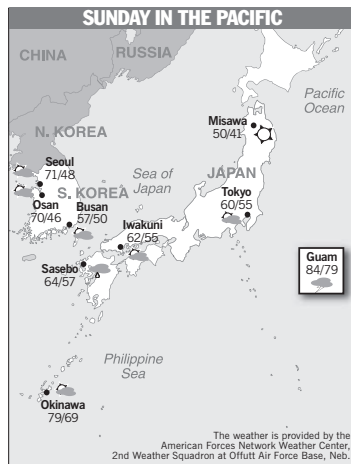 SUNDAY IN THE PACIFIC
CHINA
RUSSIA
Pacific
Ocean
Misawa
50/41
N. KOREA
Seoul
71/48
Sea of
Japan
JAPAN
S. KOREA
Osan
70/46
Busan
57/50
Tokyo
60/55
Iwakuni
62/55
Sasebo
64/57
Guam
84/79
Philippine
Sea
Okinawa
79/69
The weather is provided by the
American Forces Network Weather Center,
2nd Weather Squadron at Offutt Air Force Base, Neb.